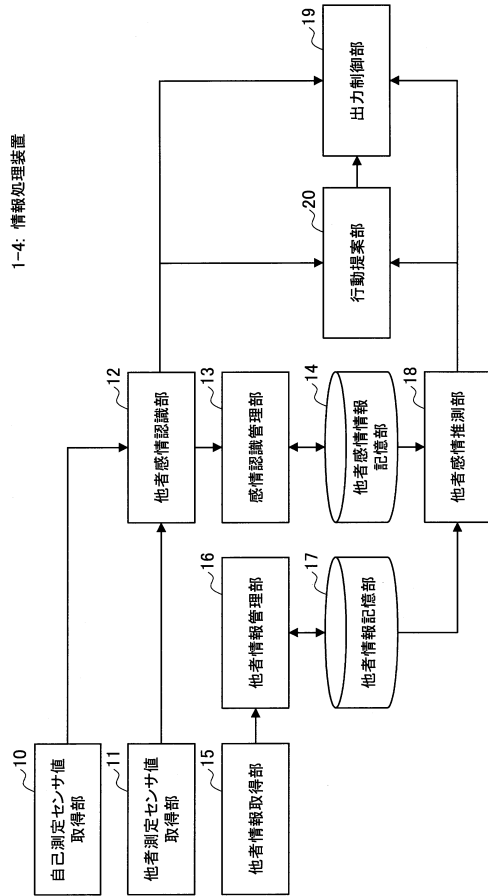 1-4: 情報処理装置
10
自己測定センサ値
取得部
11
他者測定センサ値
取得部
15
他者情報取得部
16
他者情報管理部
17
他者情報記憶部
12
他者感情認識部
13
感情認識管理部
14
他者感情情報
記憶部
18
他者感情推測部
20
行動提案部
19
出力制御部